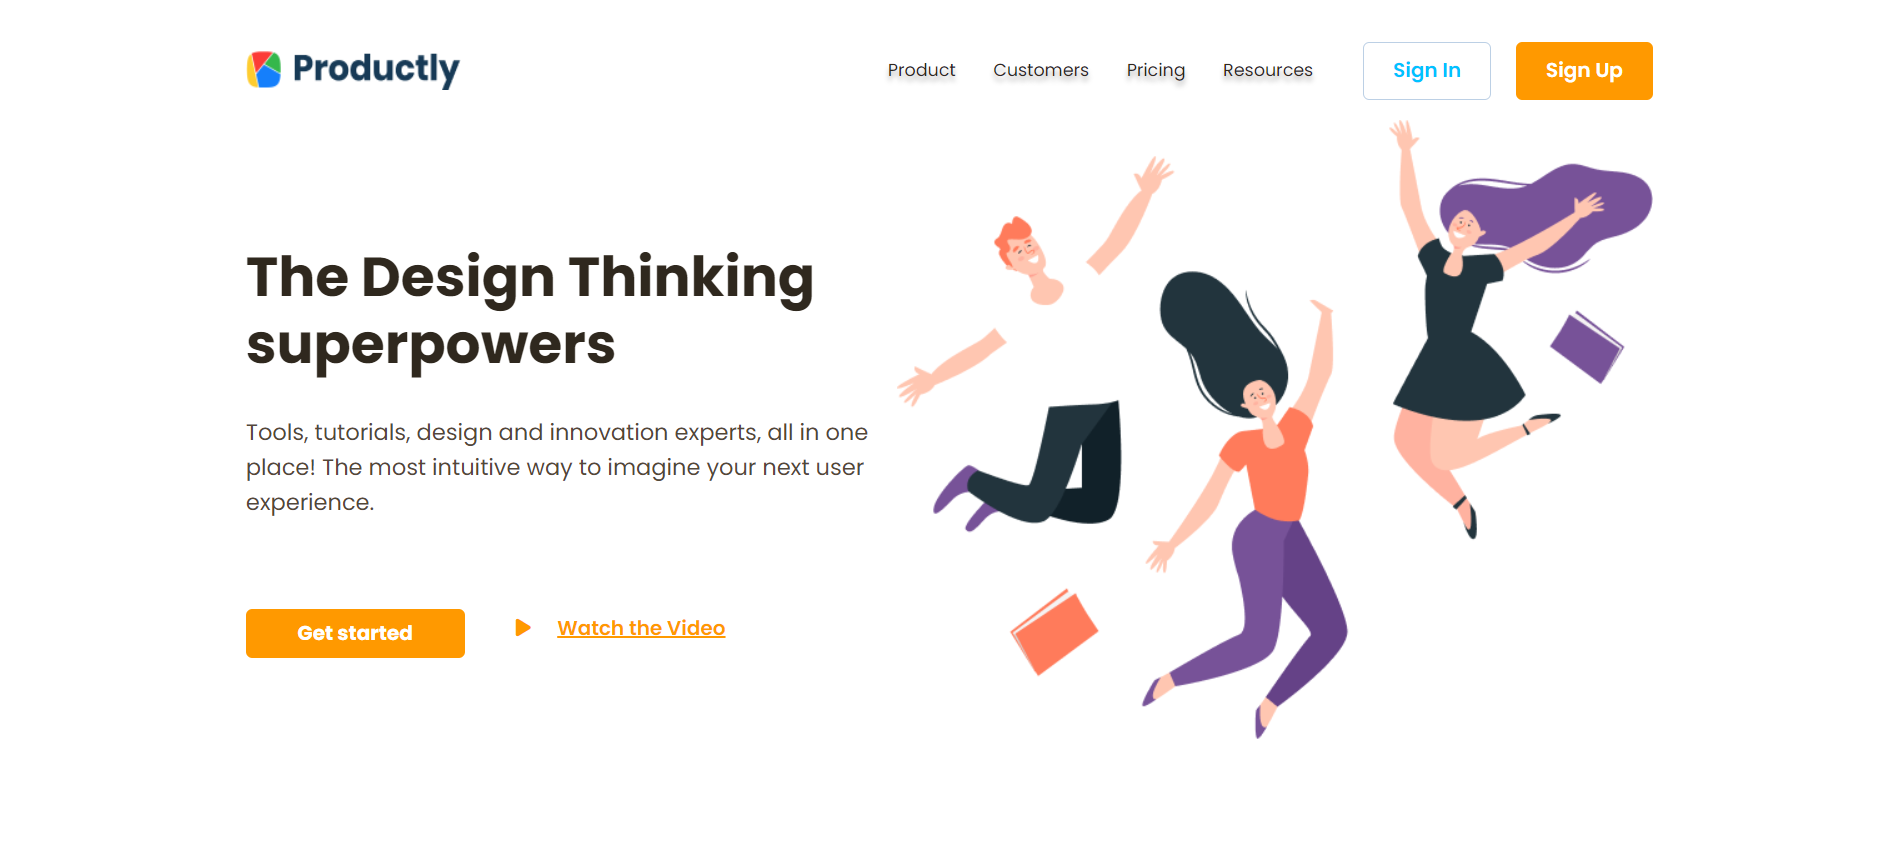 Productly
Product
Customers
Pricing
Resources
Sign In
Sign Up
The Design Thinking
superpowers
Tools, tutorials, design and innovation experts, all in one
place! The most intuitive way to imagine your next user
experience.
Get started
Watch the Video